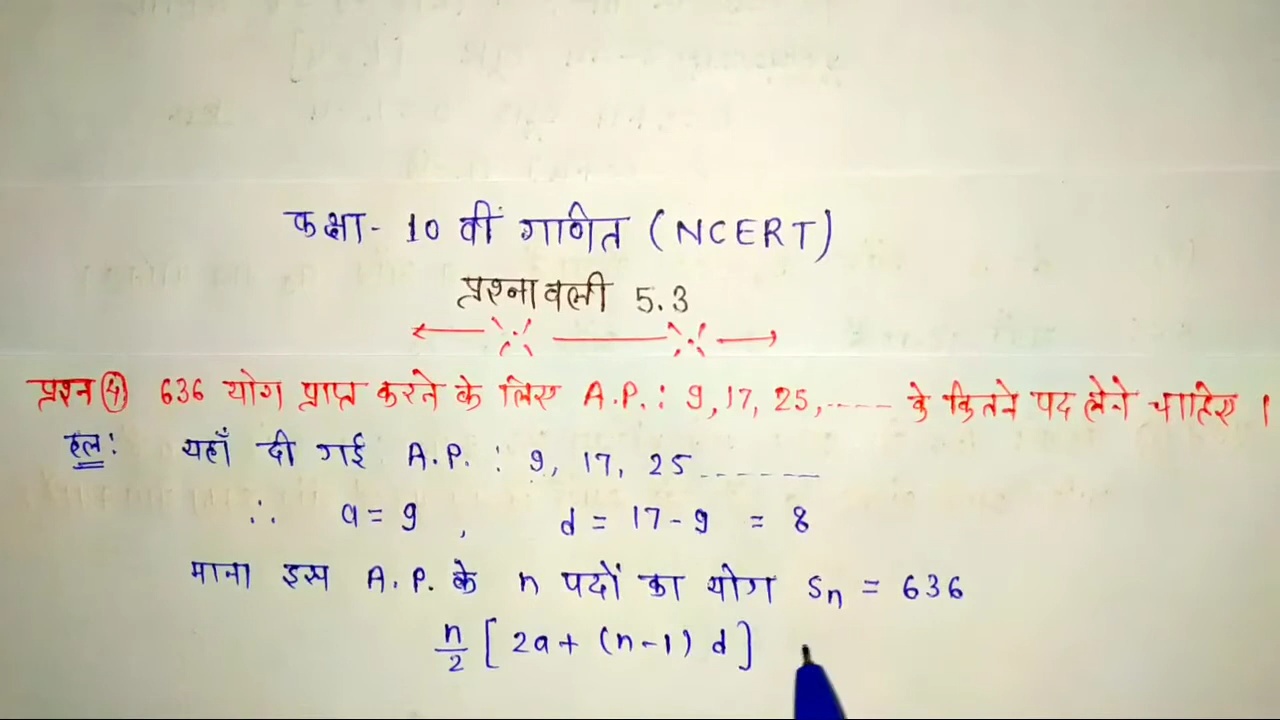 कक्षा- 10 वीं गणित (NCERT)
प्रश्नावली 5.3
प्रश्न ④ 636 योग प्राप्त करने के लिए A.P.: 9, 17, 25, ---- के कितने पद लेने चाहिए ।
हल: यहाँ दी गई A.P. : 9, 17, 25 -------
∴ a = 9 , d = 17 - 9 = 8
माना इस A.P. के n पदों का योग Sn = 636
n/2 [ 2a + (n-1) d ]